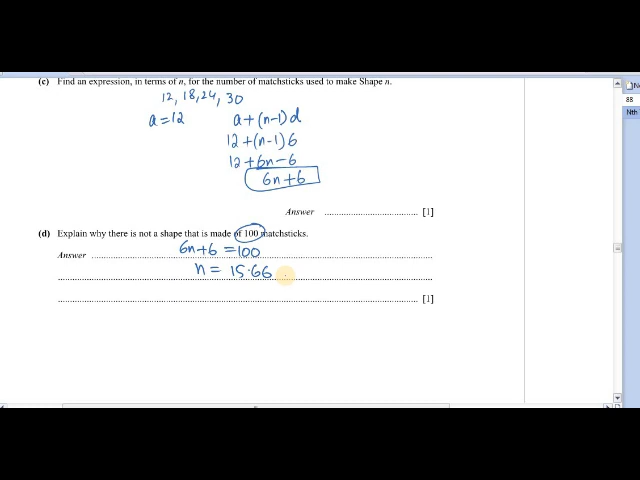 (c) Find an expression, in terms of n, for the number of matchsticks used to make Shape n.
12, 18, 24, 30
a = 12 a + (n-1) d
12 + (n-1) 6
12 + 6n - 6
6n + 6
Answer ........................................ [1]
(d) Explain why there is not a shape that is made of 100 matchsticks.
6n + 6 = 100
Answer ........................................
n = 15.66
[1]
88
Nth